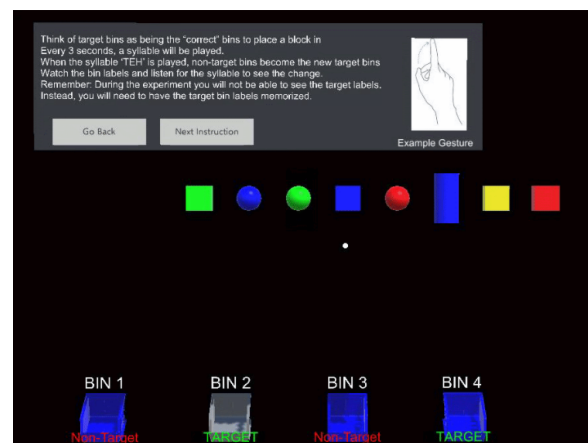 Think of target bins as being the “correct” bins to place a block in
Every 3 seconds, a syllable will be played.
When the syllable ‘TEH’ is played, non-target bins become the new target bins
Watch the bin labels and listen for the syllable to see the change.
Remember: During the experiment you will not be able to see the target labels.
Instead, you will need to have the target bin labels memorized.
Go Back Next Instruction
Example Gesture
BIN 1 BIN 2 BIN 3 BIN 4
Non-Target TARGET Non-Target TARGET